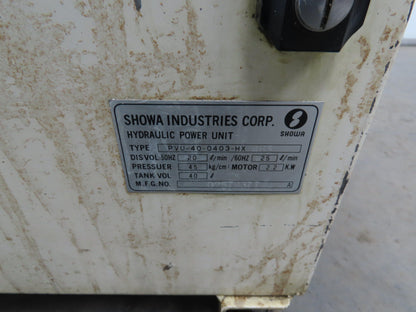 SHOWA INDUSTRIES CORP.
SHOWA
HYDRAULIC POWER UNIT
TYPE PVU-40-0403-HX
DISVOL 50HZ 20 ℓ/min /60HZ 25 ℓ/min
PRESSUER 45 kg/cm² MOTOR 2.2 KW
TANK VOL 40 ℓ
M.F.G.NO. A